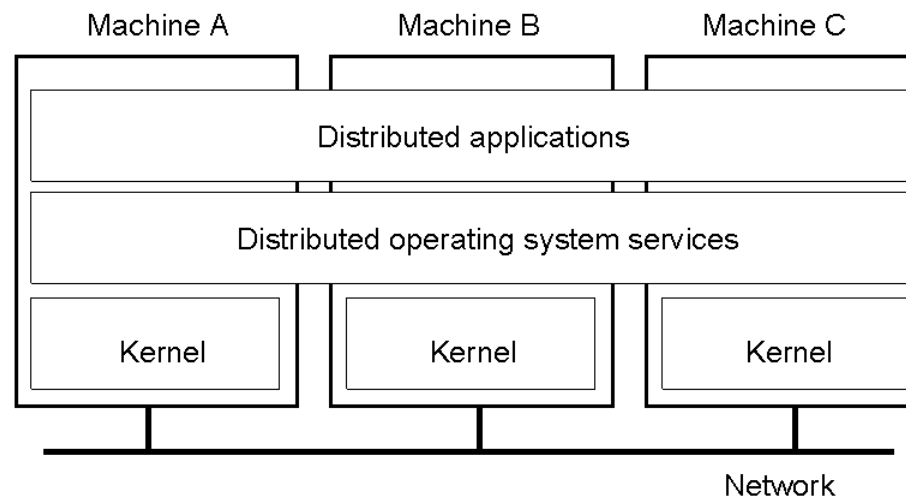 Machine A
Machine B
Machine C
Distributed applications
Distributed operating system services
Kernel
Kernel
Kernel
Network